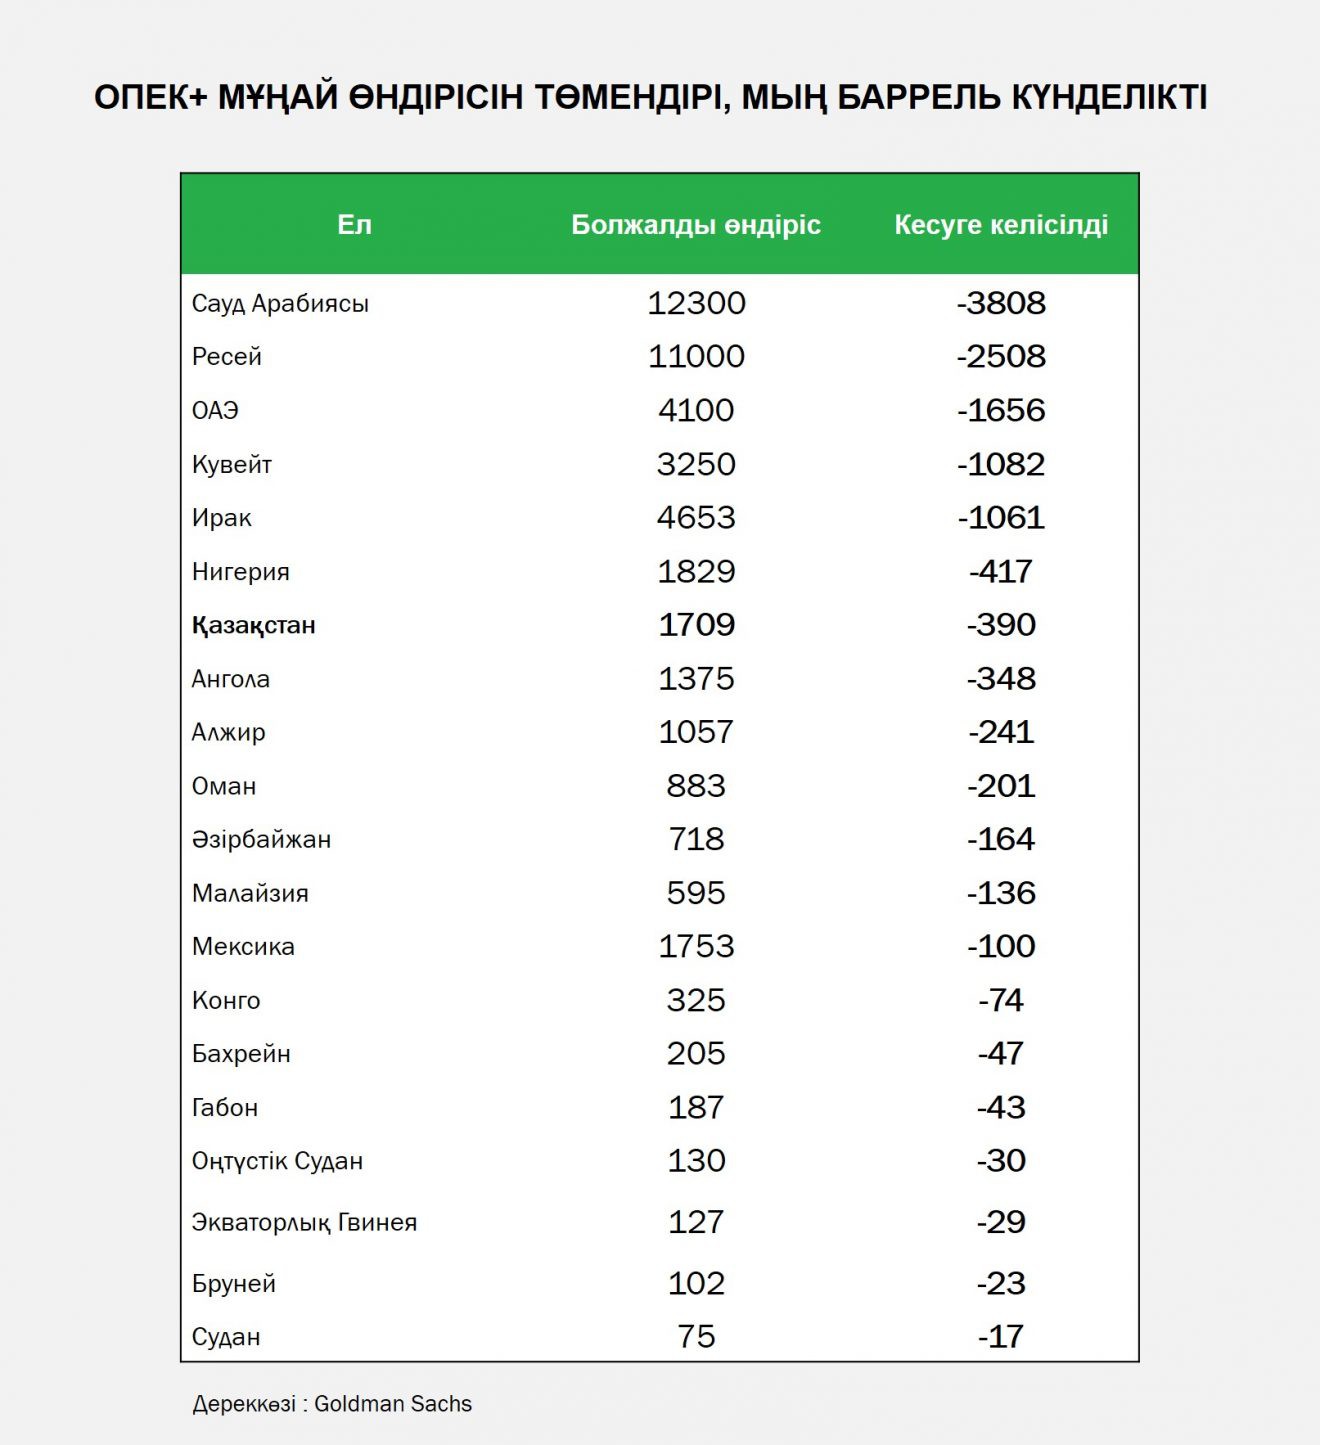 ОПЕК+ МҰҢАЙ ӨНДІРІСІН ТӨМЕНДІРІ, МЫҢ БАРРЕЛЬ КҮНДЕЛІКТІ
Ел Болжалды өндіріс Кесуге келісілді
Сауд Арабиясы 12300 -3808
Ресей 11000 -2508
ОАЭ 4100 -1656
Кувейт 3250 -1082
Ирак 4653 -1061
Нигерия 1829 -417
Қазақстан 1709 -390
Ангола 1375 -348
Алжир 1057 -241
Оман 883 -201
Әзірбайжан 718 -164
Малайзия 595 -136
Мексика 1753 -100
Конго 325 -74
Бахрейн 205 -47
Габон 187 -43
Оңтүстік Судан 130 -30
Экваторлық Гвинея 127 -29
Бруней 102 -23
Судан 75 -17
Дереккөзі : Goldman Sachs